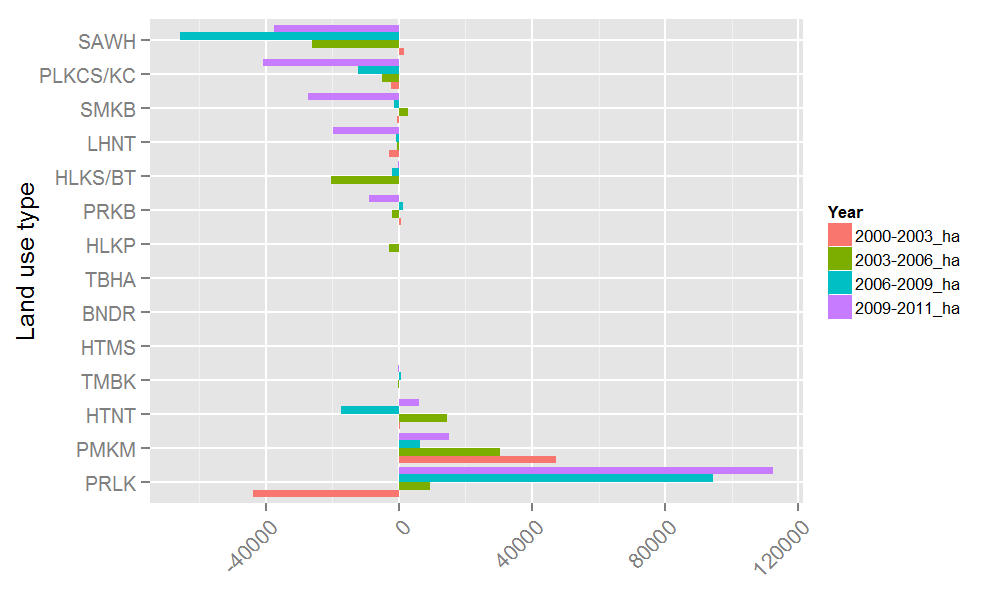 Land use type
SAWH
PLKCS/KC
SMKB
LHNT
HLKS/BT
PRKB
HLKP
TBHA
BNDR
HTMS
TMBK
HTNT
PMKM
PRLK
-40000
0
40000
80000
120000
Year
2000-2003_ha
2003-2006_ha
2006-2009_ha
2009-2011_ha